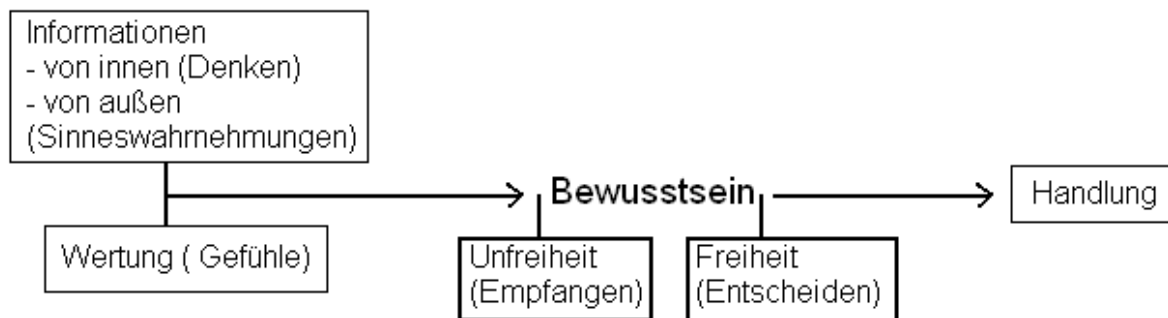 Informationen
- von innen (Denken)
- von außen
(Sinneswahrnehmungen)
Bewusstsein
Handlung
Wertung ( Gefühle)
Unfreiheit
(Empfangen)
Freiheit
(Entscheiden)